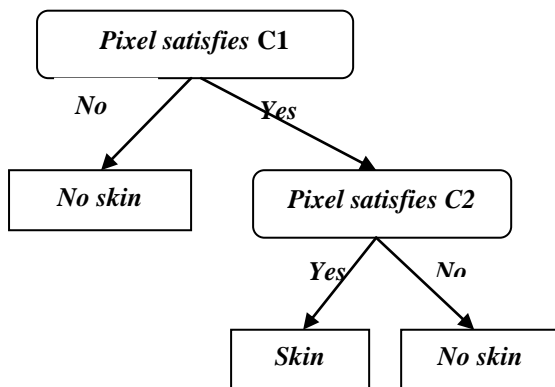 Pixel satisfies C1
No
Yes
No skin
Pixel satisfies C2
Yes
No
Skin
No skin